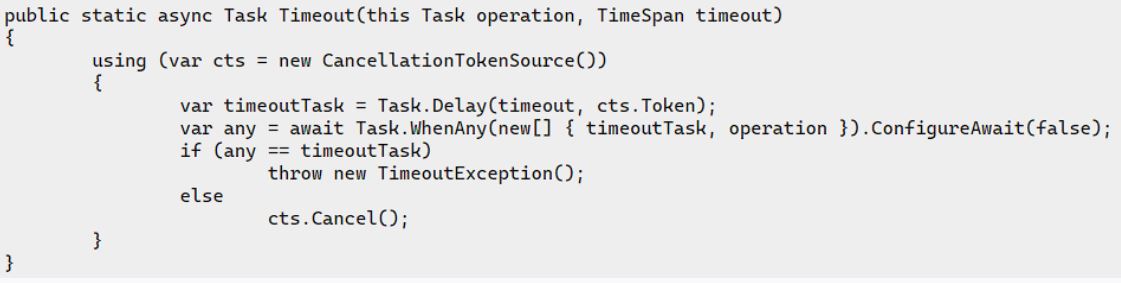 public static async Task Timeout(this Task operation, TimeSpan timeout)
{
using (var cts = new CancellationTokenSource())
{
var timeoutTask = Task.Delay(timeout, cts.Token);
var any = await Task.WhenAny(new[] { timeoutTask, operation }).ConfigureAwait(false);
if (any == timeoutTask)
throw new TimeoutException();
else
cts.Cancel();
}
}